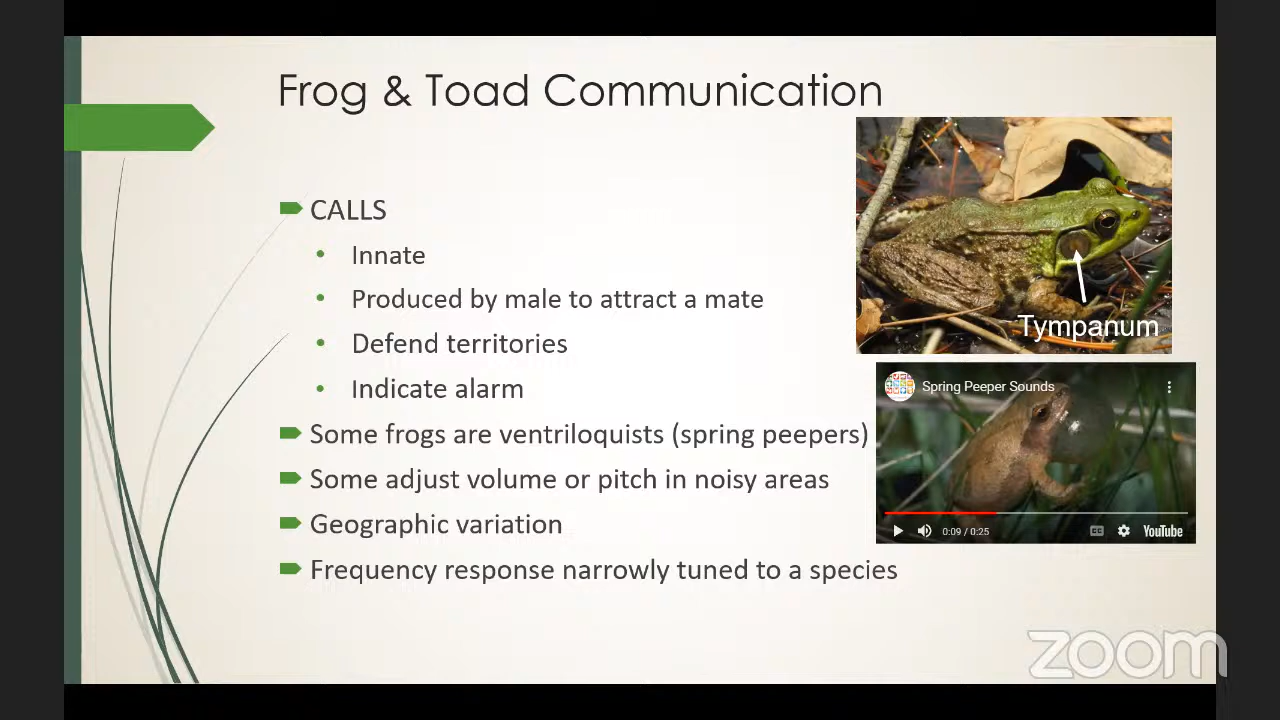 Frog & Toad Communication
CALLS
Innate
Produced by male to attract a mate
Defend territories
Indicate alarm
Some frogs are ventriloquists (spring peepers)
Some adjust volume or pitch in noisy areas
Geographic variation
Frequency response narrowly tuned to a species
Tympanum
Spring Peeper Sounds
0:09 / 0:25
CC
YouTube
zoom